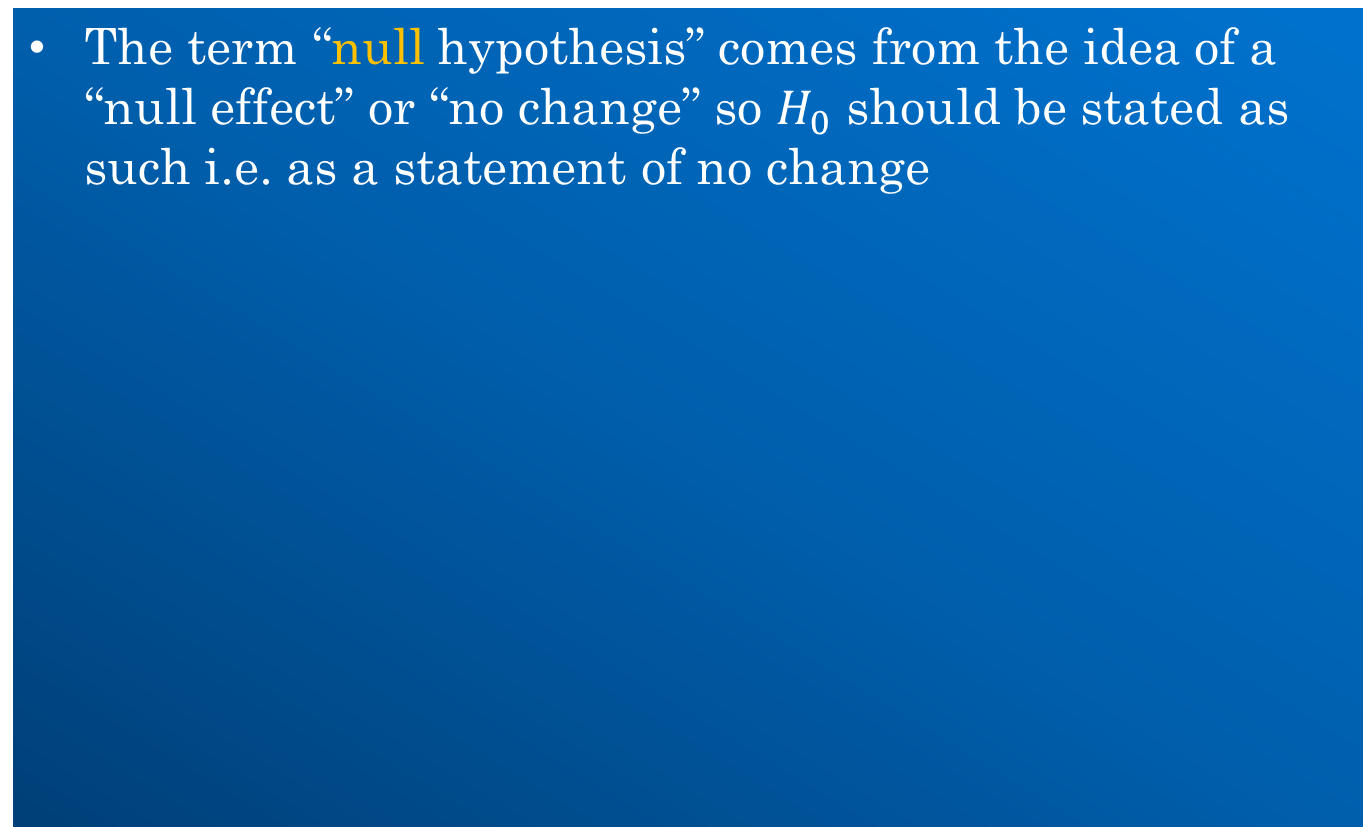 • The term “null hypothesis” comes from the idea of a
“null effect” or “no change” so H₀ should be stated as
such i.e. as a statement of no change